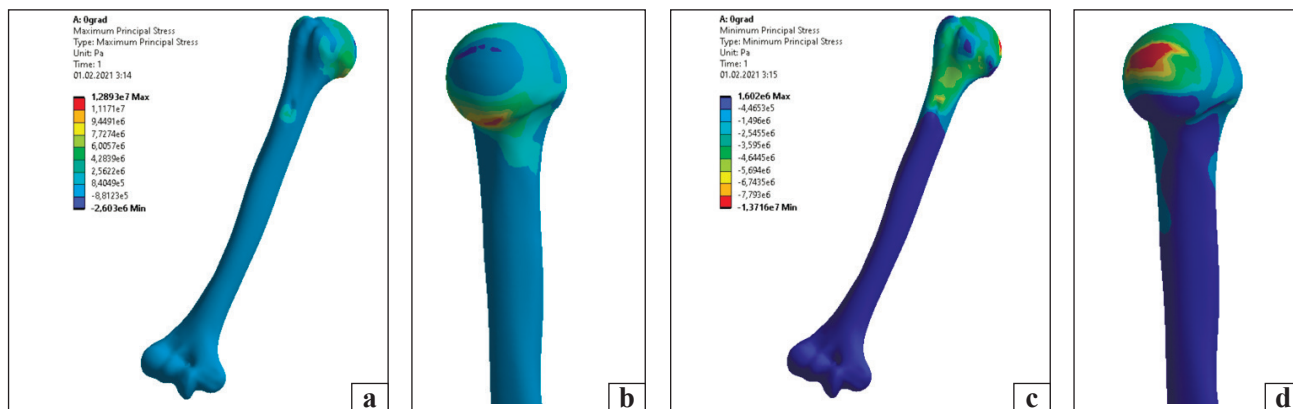 A: 0grad
Maximum Principal Stress
Type: Maximum Principal Stress
Unit: Pa
Time: 1
01.02.2021 3:14
1,2893e7 Max
1,1171e7
9,4491e6
7,7274e6
6,0057e6
4,2839e6
2,5622e6
8,4049e5
-8,8123e5
-2,603e6 Min
a
b
A: 0grad
Minimum Principal Stress
Type: Minimum Principal Stress
Unit: Pa
Time: 1
01.02.2021 3:15
1,602e6 Max
-4,4653e5
-1,496e6
-2,5455e6
-3,595e6
-4,6445e6
-5,694e6
-6,7435e6
-7,793e6
-1,3716e7 Min
c
d